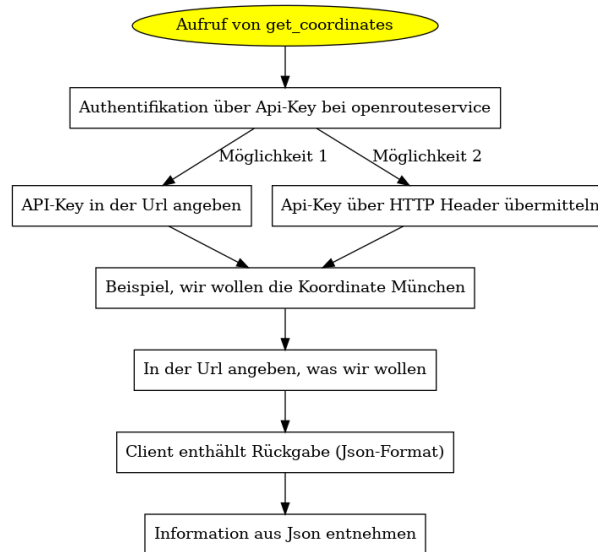 Aufruf von get_coordinates
Authentifikation über Api-Key bei openrouteservice
Möglichkeit 1
Möglichkeit 2
API-Key in der Url angeben
Api-Key über HTTP Header übermitteln
Beispiel, wir wollen die Koordinate München
In der Url angeben, was wir wollen
Client enthählt Rückgabe (Json-Format)
Information aus Json entnehmen